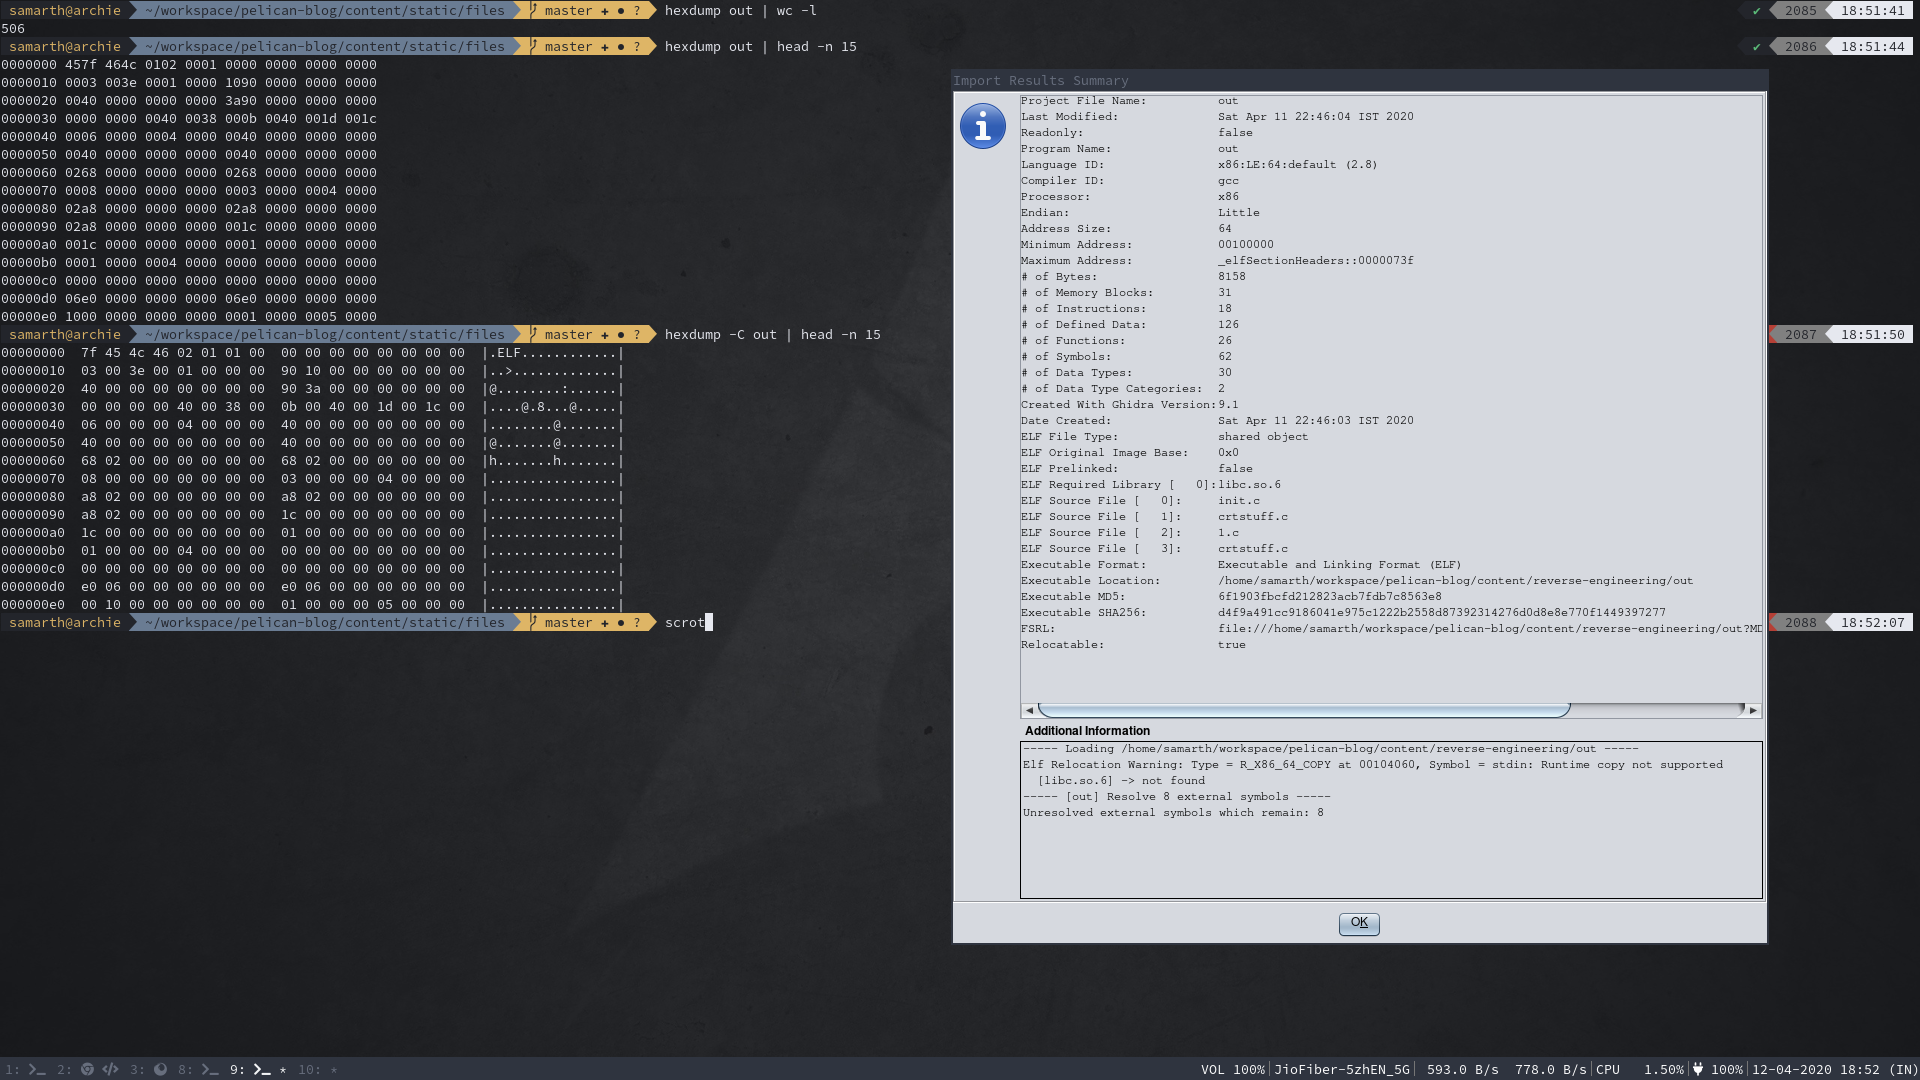 samarth@archie ~/workspace/pelican-blog/content/static/files master + ● ? hexdump out | wc -l ✔ 2085 18:51:41
506
samarth@archie ~/workspace/pelican-blog/content/static/files master + ● ? hexdump out | head -n 15 ✔ 2086 18:51:44
0000000 457f 464c 0102 0001 0000 0000 0000 0000
0000010 0003 003e 0001 0000 1090 0000 0000 0000
0000020 0040 0000 0000 0000 3a90 0000 0000 0000
0000030 0000 0000 0040 0038 000b 0040 001d 001c
0000040 0006 0000 0004 0000 0040 0000 0000 0000
0000050 0040 0000 0000 0000 0040 0000 0000 0000
0000060 0268 0000 0000 0000 0268 0000 0000 0000
0000070 0008 0000 0000 0000 0003 0000 0004 0000
0000080 02a8 0000 0000 0000 02a8 0000 0000 0000
0000090 02a8 0000 0000 0000 001c 0000 0000 0000
00000a0 001c 0000 0000 0000 0001 0000 0000 0000
00000b0 0001 0000 0004 0000 0000 0000 0000 0000
00000c0 0000 0000 0000 0000 0000 0000 0000 0000
00000d0 06e0 0000 0000 0000 06e0 0000 0000 0000
00000e0 1000 0000 0000 0000 0001 0000 0005 0000
samarth@archie ~/workspace/pelican-blog/content/static/files master + ● ? hexdump -C out | head -n 15 2087 18:51:50
00000000 7f 45 4c 46 02 01 01 00 00 00 00 00 00 00 00 00 |.ELF............|
00000010 03 00 3e 00 01 00 00 00 90 10 00 00 00 00 00 00 |..>.............|
00000020 40 00 00 00 00 00 00 00 90 3a 00 00 00 00 00 00 |@........:......|
00000030 00 00 00 00 40 00 38 00 0b 00 40 00 1d 00 1c 00 |....@.8...@.....|
00000040 06 00 00 00 04 00 00 00 40 00 00 00 00 00 00 00 |........@.......|
00000050 40 00 00 00 00 00 00 00 40 00 00 00 00 00 00 00 |@.......@.......|
00000060 68 02 00 00 00 00 00 00 68 02 00 00 00 00 00 00 |h.......h.......|
00000070 08 00 00 00 00 00 00 00 03 00 00 00 04 00 00 00 |................|
00000080 a8 02 00 00 00 00 00 00 a8 02 00 00 00 00 00 00 |................|
00000090 a8 02 00 00 00 00 00 00 1c 00 00 00 00 00 00 00 |................|
000000a0 1c 00 00 00 00 00 00 00 01 00 00 00 00 00 00 00 |................|
000000b0 01 00 00 00 04 00 00 00 00 00 00 00 00 00 00 00 |................|
000000c0 00 00 00 00 00 00 00 00 00 00 00 00 00 00 00 00 |................|
000000d0 e0 06 00 00 00 00 00 00 e0 06 00 00 00 00 00 00 |................|
000000e0 00 10 00 00 00 00 00 00 01 00 00 00 05 00 00 00 |................|
samarth@archie ~/workspace/pelican-blog/content/static/files master + ● ? scrot 2088 18:52:07
Import Results Summary
Project File Name: out
Last Modified: Sat Apr 11 22:46:04 IST 2020
Readonly: false
Program Name: out
Language ID: x86:LE:64:default (2.8)
Compiler ID: gcc
Processor: x86
Endian: Little
Address Size: 64
Minimum Address: 00100000
Maximum Address: _elfSectionHeaders::0000073f
# of Bytes: 8158
# of Memory Blocks: 31
# of Instructions: 18
# of Defined Data: 126
# of Functions: 26
# of Symbols: 62
# of Data Types: 30
# of Data Type Categories: 2
Created With Ghidra Version:9.1
Date Created: Sat Apr 11 22:46:03 IST 2020
ELF File Type: shared object
ELF Original Image Base: 0x0
ELF Prelinked: false
ELF Required Library [ 0]:libc.so.6
ELF Source File [ 0]: init.c
ELF Source File [ 1]: crtstuff.c
ELF Source File [ 2]: 1.c
ELF Source File [ 3]: crtstuff.c
Executable Format: Executable and Linking Format (ELF)
Executable Location: /home/samarth/workspace/pelican-blog/content/reverse-engineering/out
Executable MD5: 6f1903fbcfd212823acb7fdb7c8563e8
Executable SHA256: d4f9a491cc9186041e975c1222b2558d87392314276d0d8e8e770f1449397277
FSRL: file:///home/samarth/workspace/pelican-blog/content/reverse-engineering/out?MD
Relocatable: true
Additional Information
----- Loading /home/samarth/workspace/pelican-blog/content/reverse-engineering/out -----
Elf Relocation Warning: Type = R_X86_64_COPY at 00104060, Symbol = stdin: Runtime copy not supported
[libc.so.6] -> not found
----- [out] Resolve 8 external symbols -----
Unresolved external symbols which remain: 8
OK
1: 2: 3: 8: 9: * 10: * VOL 100%|JioFiber-5zhEN_5G| 593.0 B/s 778.0 B/s|CPU 1.50%| 100%|12-04-2020 18:52 (IN)